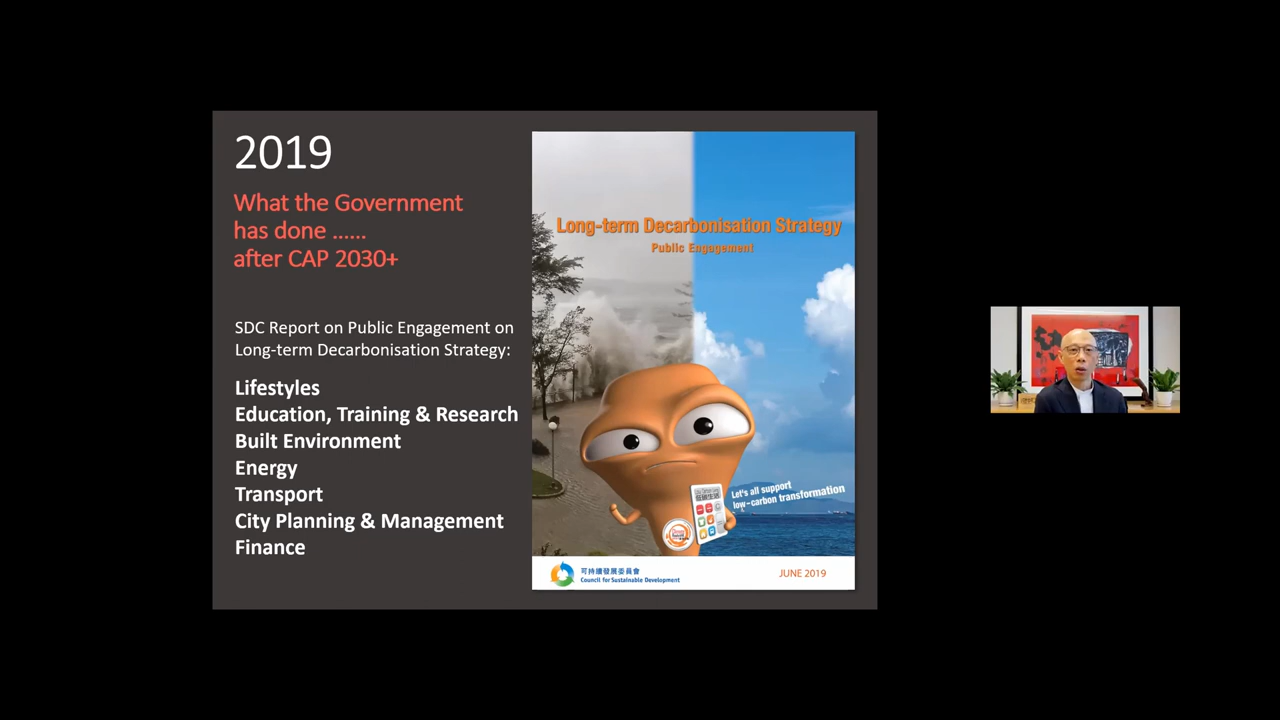 2019
What the Government
has done ......
after CAP 2030+
SDC Report on Public Engagement on
Long-term Decarbonisation Strategy:
Lifestyles
Education, Training & Research
Built Environment
Energy
Transport
City Planning & Management
Finance
Long-term Decarbonisation Strategy
Public Engagement
Let's all support
low-carbon transformation
可持續發展委員會
Council for Sustainable Development
JUNE 2019